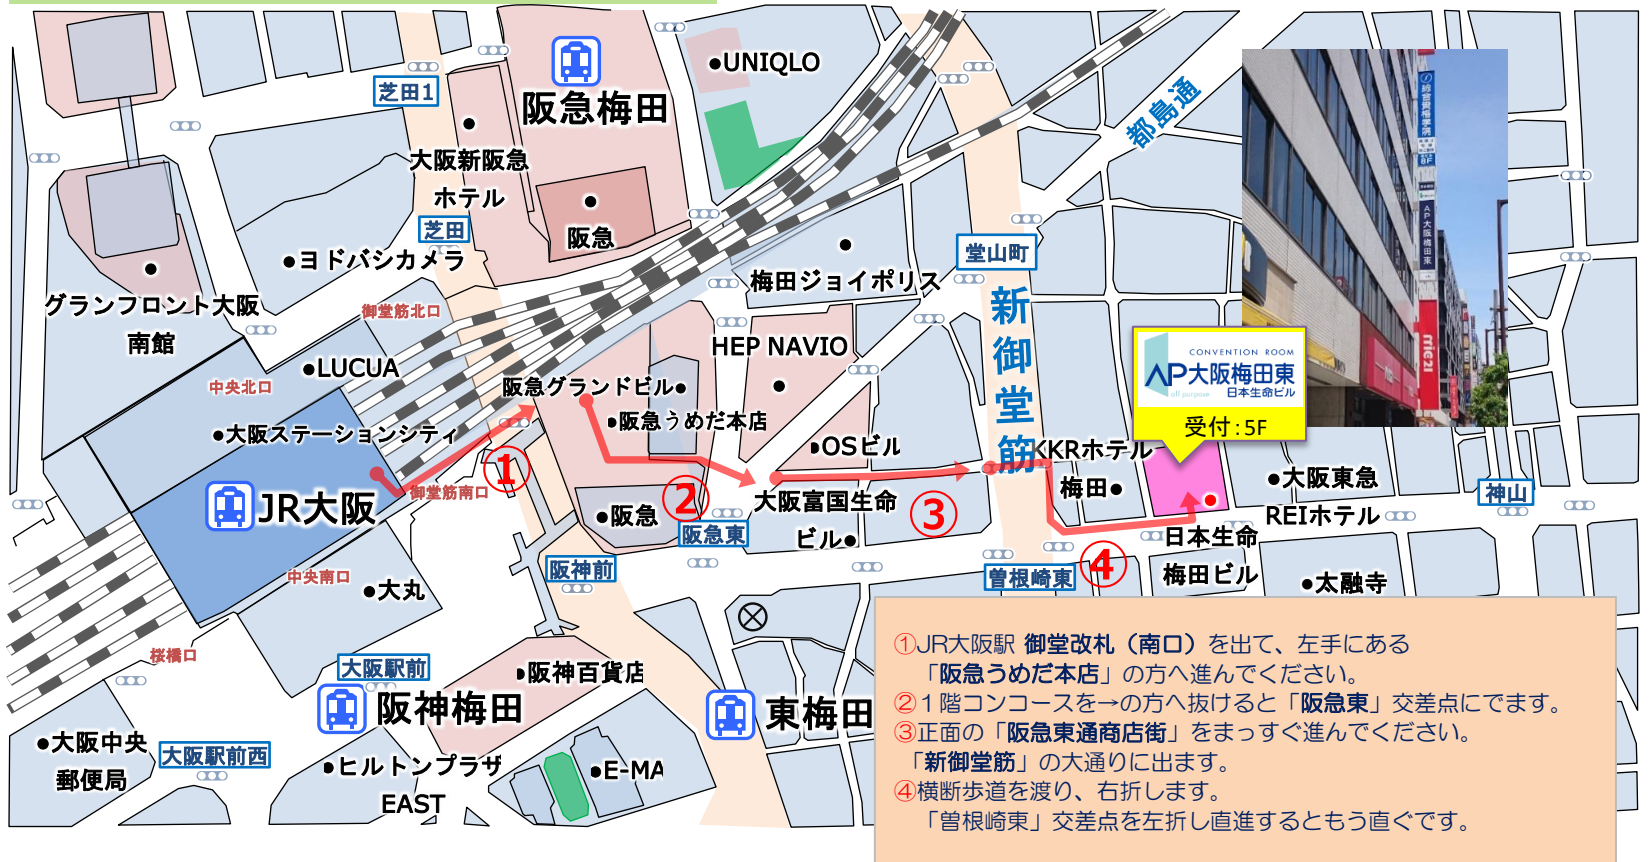 芝田1
阪急梅田
●UNIQLO
都島通
大阪新阪急
ホテル
芝田
阪急
●ヨドバシカメラ
堂山町
梅田ジョイポリス
新御堂筋
グランフロント大阪
南館
御堂筋北口
HEP NAVIO
●LUCUA
中央北口
阪急グランドビル●
●阪急うめだ本店
●大阪ステーションシティ
①
●OSビル
CONVENTION ROOM
AP大阪梅田東
all purpose
日本生命ビル
受付:5F
総合資格学院
8F
AP大阪梅田東
KKRホテル
梅田●
●大阪東急
REIホテル
神山
御堂筋南口
JR大阪
②
大阪富国生命
ビル●
③
●阪急
阪急東
日本生命
梅田ビル
④
阪神前
曽根崎東
●太融寺
中央南口
●大丸
桜橋口
大阪駅前
●阪神百貨店
阪神梅田
東梅田
●大阪中央
郵便局
大阪駅前西
●ヒルトンプラザ
EAST
●E-MA
①JR大阪駅 御堂改札（南口）を出て、左手にある
「阪急うめだ本店」の方へ進んでください。
②１階コンコースを→の方へ抜けると「阪急東」交差点にでます。
③正面の「阪急東通商店街」をまっすぐ進んでください。
「新御堂筋」の大通りに出ます。
④横断歩道を渡り、右折します。
「曽根崎東」交差点を左折し直進するともう直ぐです。